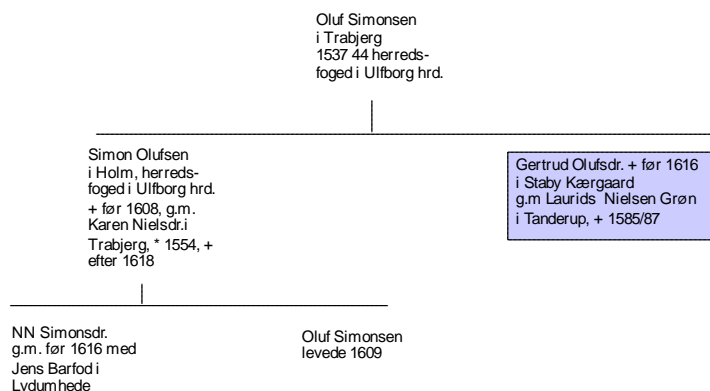 Oluf Simonsen
i Trabjerg
1537 44 herreds-
foged i Ulfborg hrd.
Simon Olufsen
i Holm, herreds-
foged i Ulfborg hrd.
+ før 1608, g.m.
Karen Nielsdr.i
Trabjerg, * 1554, +
efter 1618
Gertrud Olufsdr. + før 1616
i Staby Kærgaard
g.m Laurids Nielsen Grøn
i Tanderup, + 1585/87
NN Simonsdr.
g.m. før 1616 med
Jens Barfod i
Lydumhede
Oluf Simonsen
levede 1609